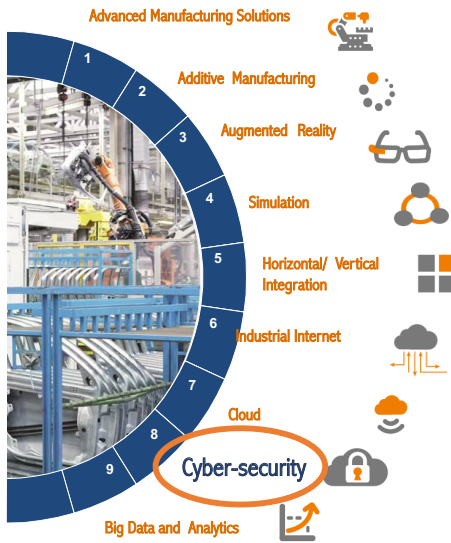 Advanced Manufacturing Solutions
1
Additive Manufacturing
2
Augmented Reality
3
Simulation
4
Horizontal/ Vertical
Integration
5
Industrial Internet
6
Cloud
7
Cyber-security
8
Big Data and Analytics
9